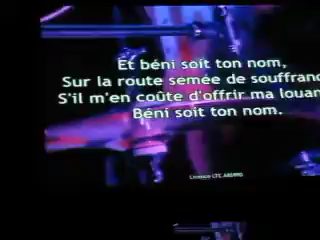 Et béni soit ton nom,
Sur la route semée de souffranc
S'il m'en coûte d'offrir ma louan
Béni soit ton nom.